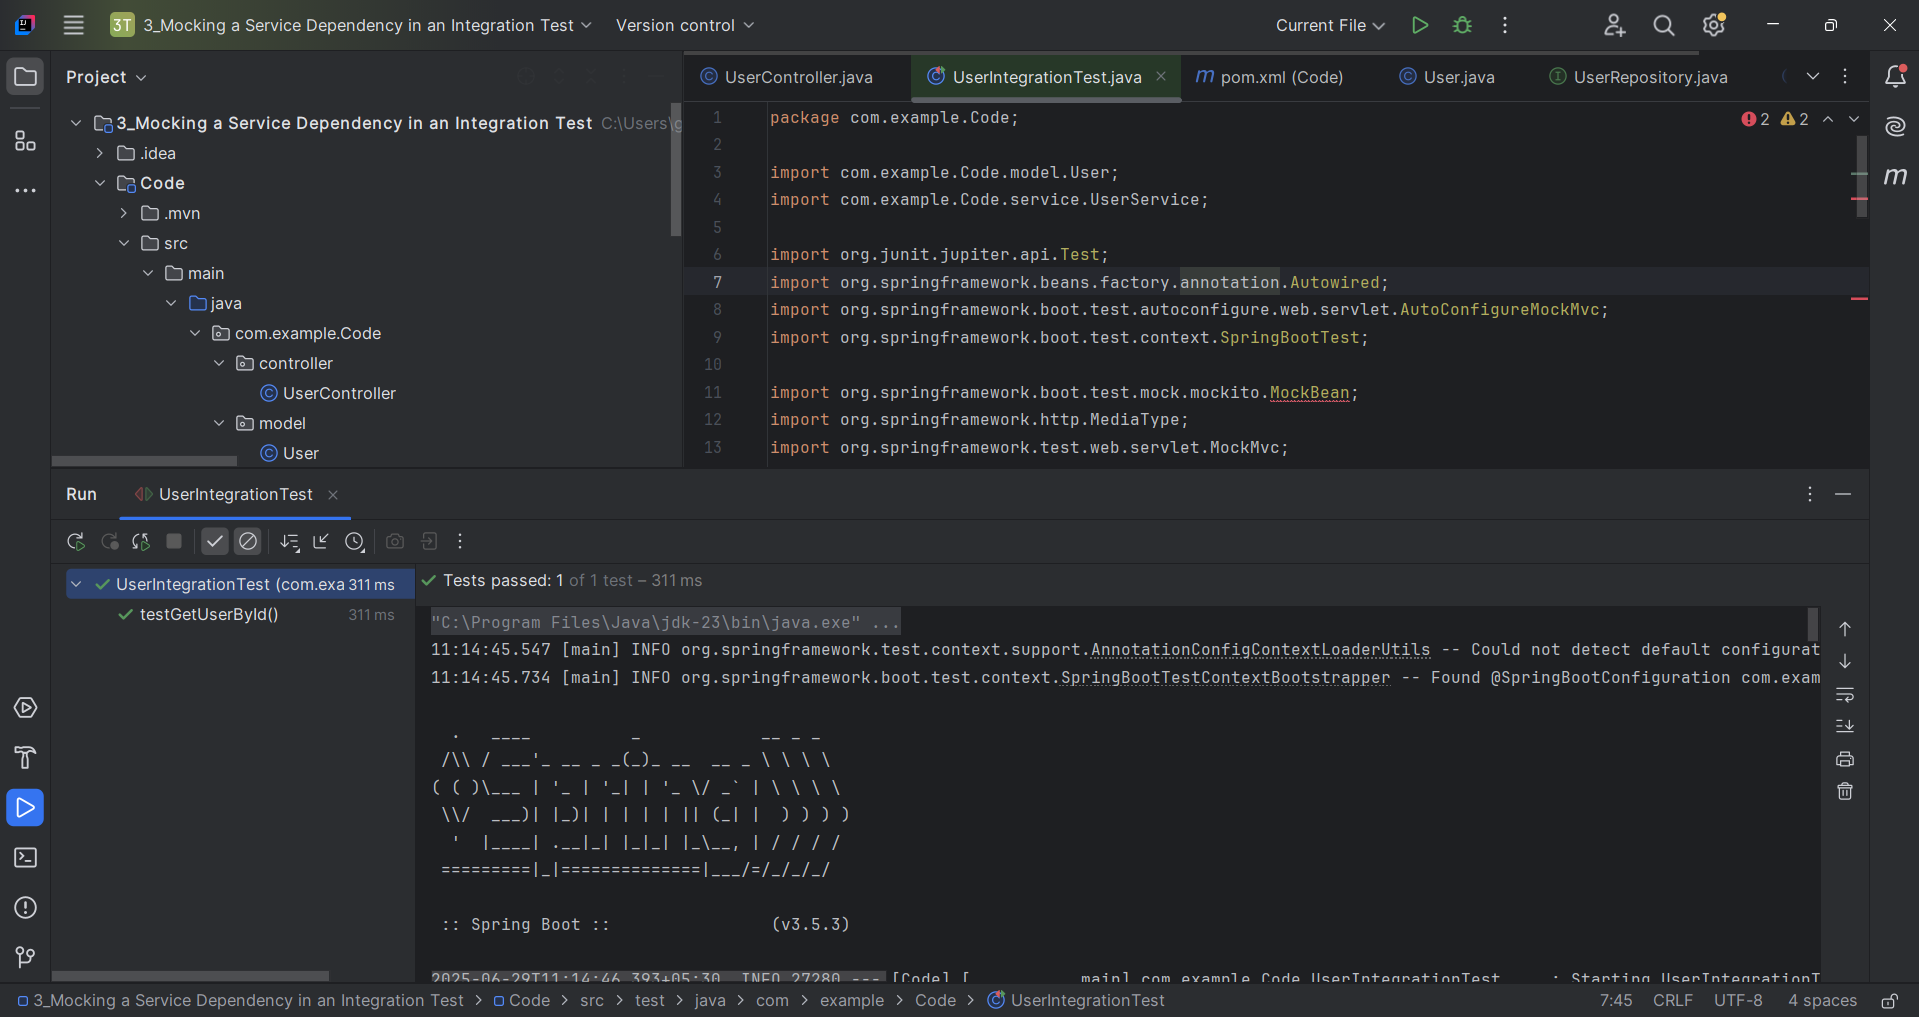 3T 3_Mocking a Service Dependency in an Integration Test Version control Current File
Project
UserController.java UserIntegrationTest.java pom.xml (Code) User.java UserRepository.java
3_Mocking a Service Dependency in an Integration Test C:\Users\g
.idea
Code
.mvn
src
main
java
com.example.Code
controller
UserController
model
User
2 2
1 package com.example.Code;
2
3 import com.example.Code.model.User;
4 import com.example.Code.service.UserService;
5
6 import org.junit.jupiter.api.Test;
7 import org.springframework.beans.factory.annotation.Autowired;
8 import org.springframework.boot.test.autoconfigure.web.servlet.AutoConfigureMockMvc;
9 import org.springframework.boot.test.context.SpringBootTest;
10
11 import org.springframework.boot.test.mock.mockito.MockBean;
12 import org.springframework.http.MediaType;
13 import org.springframework.test.web.servlet.MockMvc;
Run UserIntegrationTest
UserIntegrationTest (com.exa 311 ms
testGetUserById() 311 ms
Tests passed: 1 of 1 test – 311 ms
"C:\Program Files\Java\jdk-23\bin\java.exe" ...
11:14:45.547 [main] INFO org.springframework.test.context.support.AnnotationConfigContextLoaderUtils -- Could not detect default configurat
11:14:45.734 [main] INFO org.springframework.boot.test.context.SpringBootTestContextBootstrapper -- Found @SpringBootConfiguration com.exam
  .   ____          _            __ _ _
 /\\ / ___'_ __ _ _(_)_ __  __ _ \ \ \ \
( ( )\___ | '_ | '_| | '_ \/ _` | \ \ \ \
 \\/  ___)| |_)| | | | | || (_| |  ) ) ) )
  '  |____| .__|_| |_|_| |_\__, | / / / /
 =========|_|==============|___/=/_/_/_/
:: Spring Boot :: (v3.5.3)
2025-06-29T11:14:46.393+05:30 INFO 27280 --- [Code] [ main] com.example.Code.UserIntegrationTest : Starting UserIntegrationT
3_Mocking a Service Dependency in an Integration Test > Code > src > test > java > com > example > Code > UserIntegrationTest 7:45 CRLF UTF-8 4 spaces